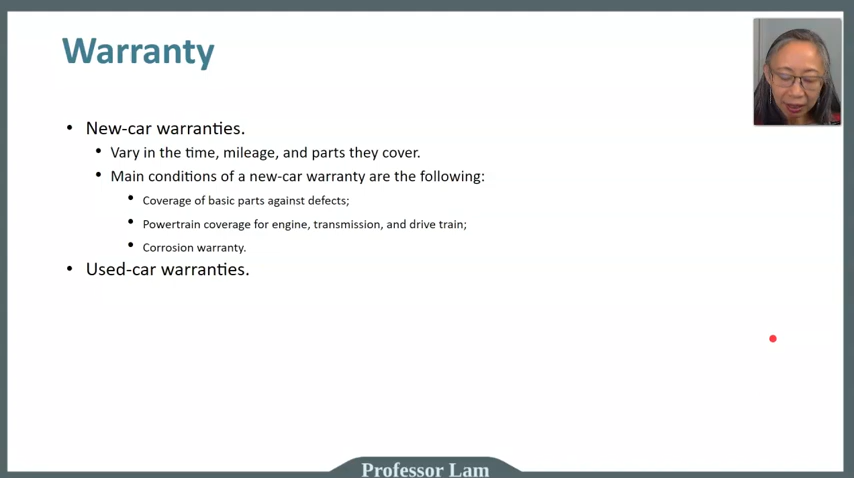 Warranty
• New-car warranties.
• Vary in the time, mileage, and parts they cover.
• Main conditions of a new-car warranty are the following:
• Coverage of basic parts against defects;
• Powertrain coverage for engine, transmission, and drive train;
• Corrosion warranty.
• Used-car warranties.
Professor Lam